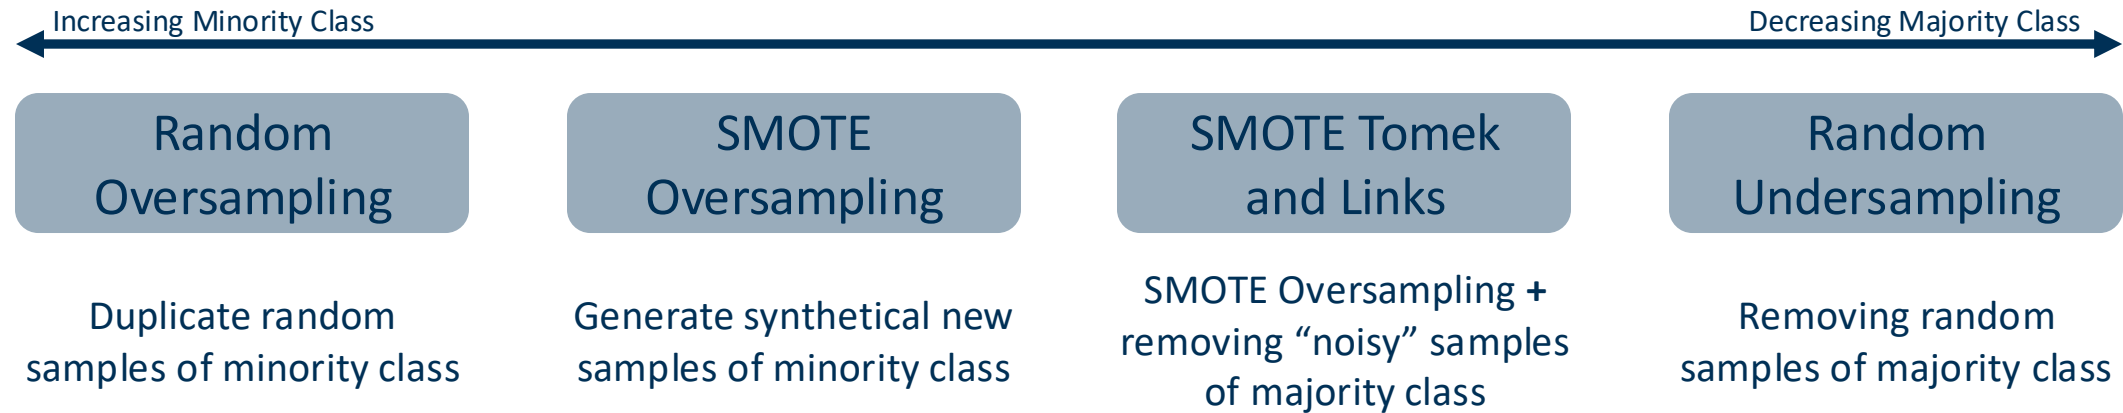 Increasing Minority Class
Decreasing Majority Class
Random
Oversampling
SMOTE
Oversampling
SMOTE Tomek
and Links
Random
Undersampling
Duplicate random
samples of minority class
Generate synthetical new
samples of minority class
SMOTE Oversampling +
removing “noisy” samples
of majority class
Removing random
samples of majority class